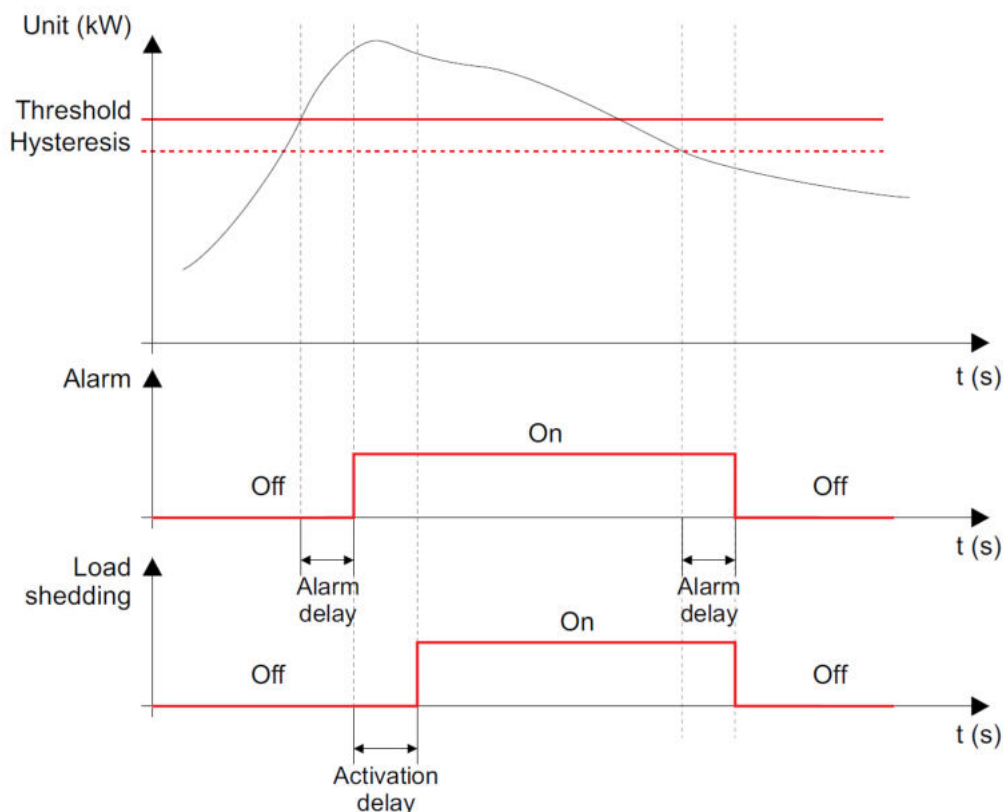 Unit (kW)
Threshold
Hysteresis
t (s)
Alarm
On
Off
Off
t (s)
Alarm
delay
Alarm
delay
Load
shedding
On
Off
Off
t (s)
Activation
delay